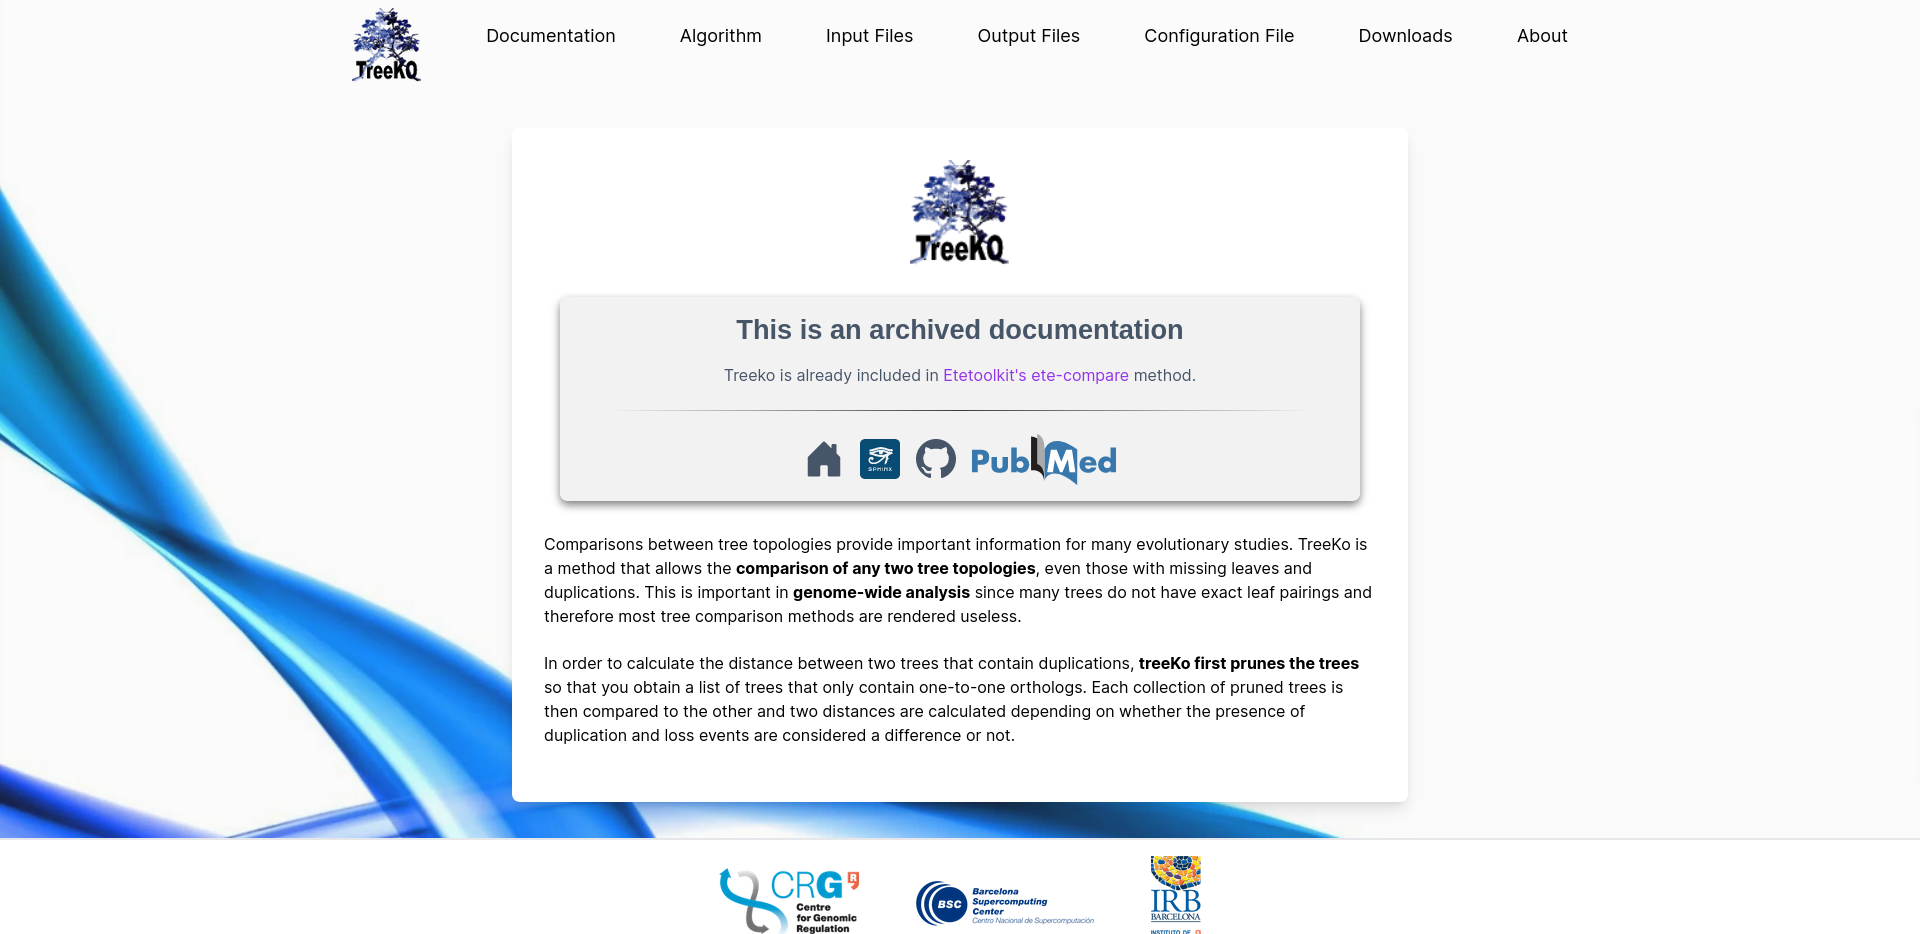 TreeKO
Documentation
Algorithm
Input Files
Output Files
Configuration File
Downloads
About
TreeKO
This is an archived documentation
Treeko is already included in Etetoolkit's ete-compare method.
SPHINX
PubMed
Comparisons between tree topologies provide important information for many evolutionary studies. TreeKo is
a method that allows the comparison of any two tree topologies, even those with missing leaves and
duplications. This is important in genome-wide analysis since many trees do not have exact leaf pairings and
therefore most tree comparison methods are rendered useless.
In order to calculate the distance between two trees that contain duplications, treeKo first prunes the trees
so that you obtain a list of trees that only contain one-to-one orthologs. Each collection of pruned trees is
then compared to the other and two distances are calculated depending on whether the presence of
duplication and loss events are considered a difference or not.
CRG
Centre
for Genomic
Regulation
BSC
Barcelona
Supercomputing
Center
Centro Nacional de Supercomputación
IRB
BARCELONA
INSTITUTO DE